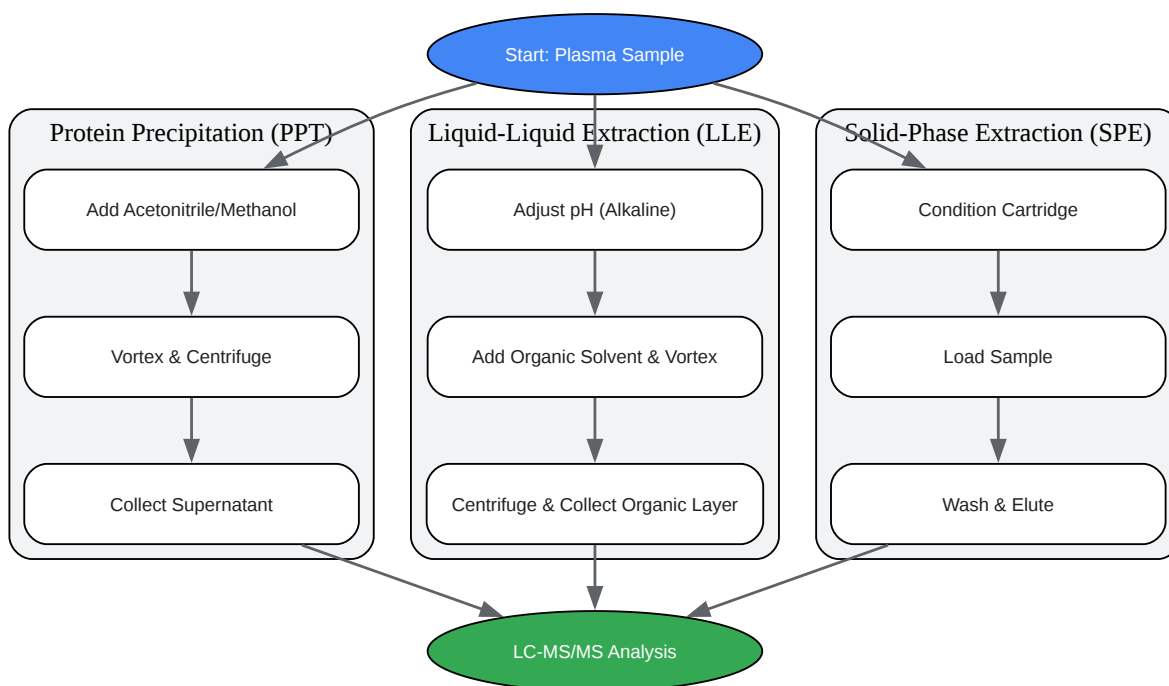 Start: Plasma Sample
Protein Precipitation (PPT)
Add Acetonitrile/Methanol
Vortex & Centrifuge
Collect Supernatant
Liquid-Liquid Extraction (LLE)
Adjust pH (Alkaline)
Add Organic Solvent & Vortex
Centrifuge & Collect Organic Layer
Solid-Phase Extraction (SPE)
Condition Cartridge
Load Sample
Wash & Elute
LC-MS/MS Analysis